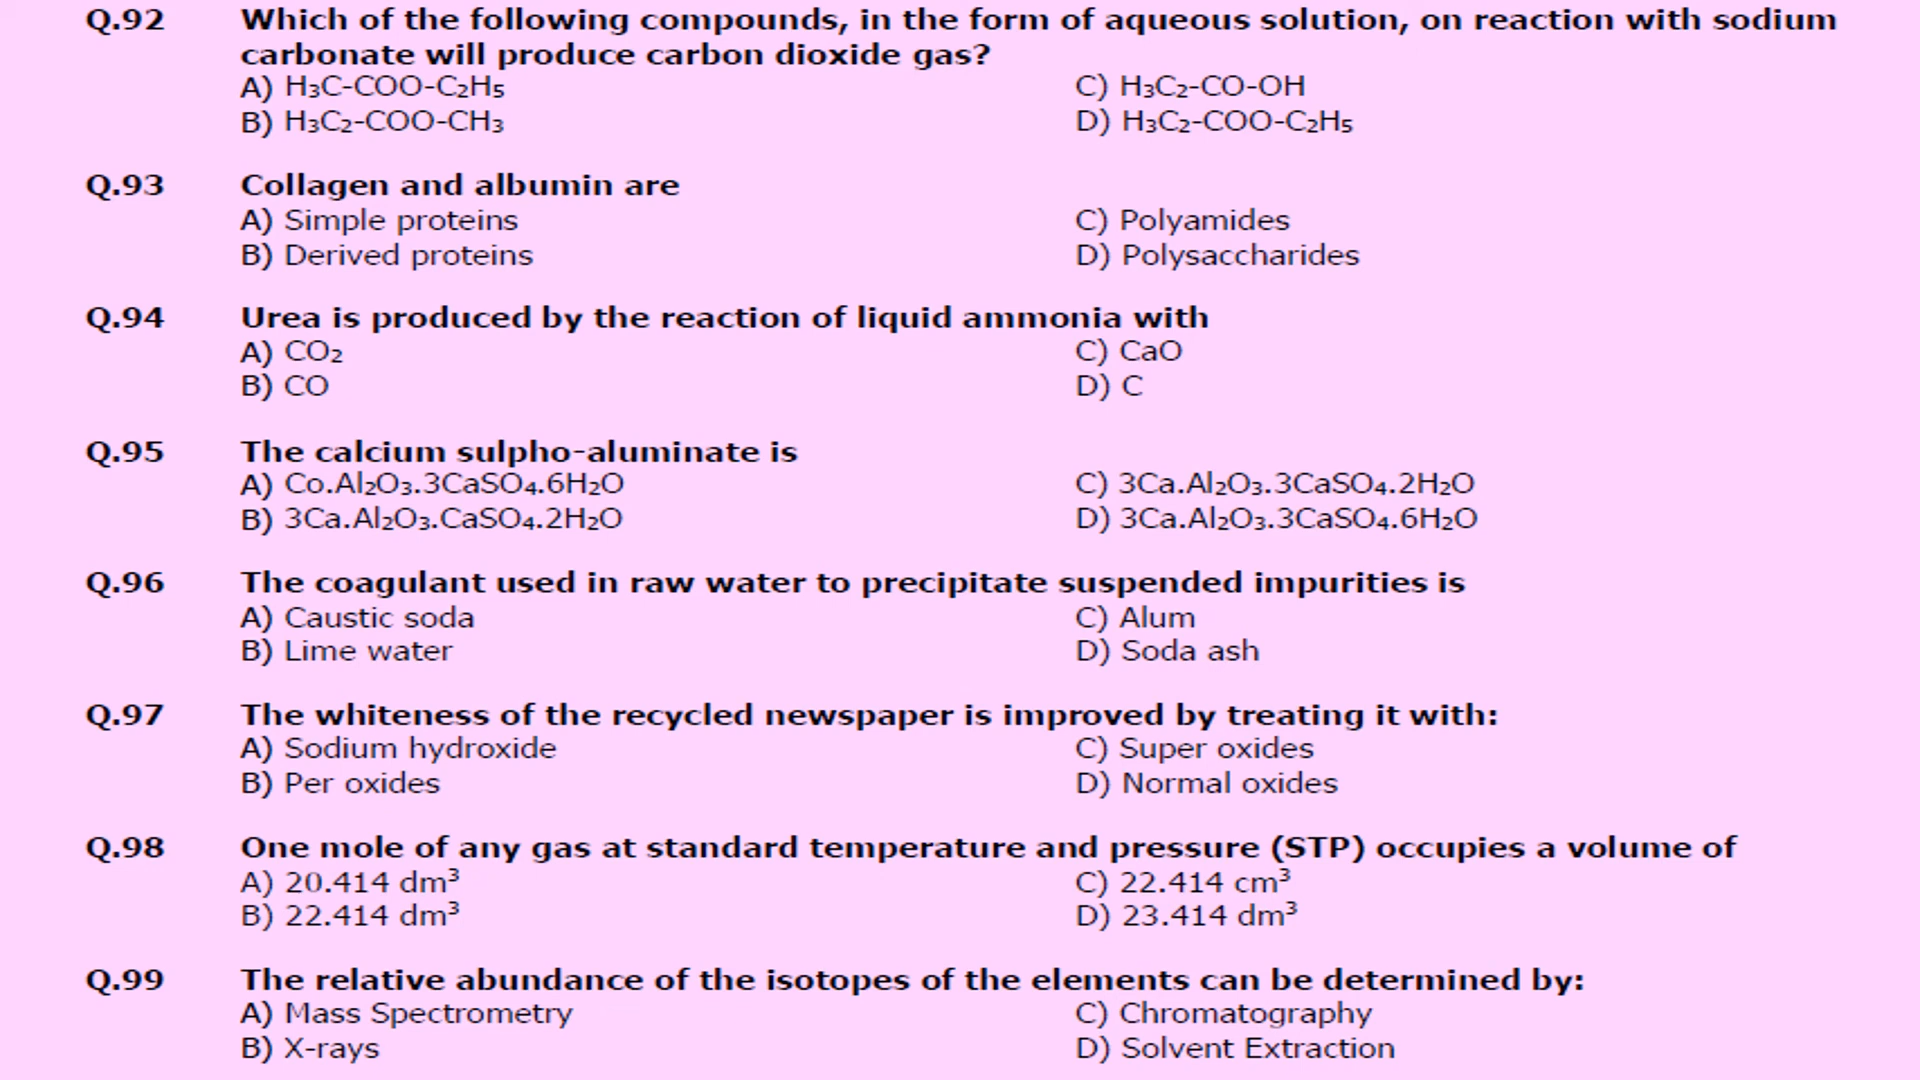 Q.92 Which of the following compounds, in the form of aqueous solution, on reaction with sodium
carbonate will produce carbon dioxide gas?
A) H₃C-COO-C₂H₅ C) H₃C₂-CO-OH
B) H₃C₂-COO-CH₃ D) H₃C₂-COO-C₂H₅
Q.93 Collagen and albumin are
A) Simple proteins C) Polyamides
B) Derived proteins D) Polysaccharides
Q.94 Urea is produced by the reaction of liquid ammonia with
A) CO₂ C) CaO
B) CO D) C
Q.95 The calcium sulpho-aluminate is
A) Co.Al₂O₃.3CaSO₄.6H₂O C) 3Ca.Al₂O₃.3CaSO₄.2H₂O
B) 3Ca.Al₂O₃.CaSO₄.2H₂O D) 3Ca.Al₂O₃.3CaSO₄.6H₂O
Q.96 The coagulant used in raw water to precipitate suspended impurities is
A) Caustic soda C) Alum
B) Lime water D) Soda ash
Q.97 The whiteness of the recycled newspaper is improved by treating it with:
A) Sodium hydroxide C) Super oxides
B) Per oxides D) Normal oxides
Q.98 One mole of any gas at standard temperature and pressure (STP) occupies a volume of
A) 20.414 dm³ C) 22.414 cm³
B) 22.414 dm³ D) 23.414 dm³
Q.99 The relative abundance of the isotopes of the elements can be determined by:
A) Mass Spectrometry C) Chromatography
B) X-rays D) Solvent Extraction